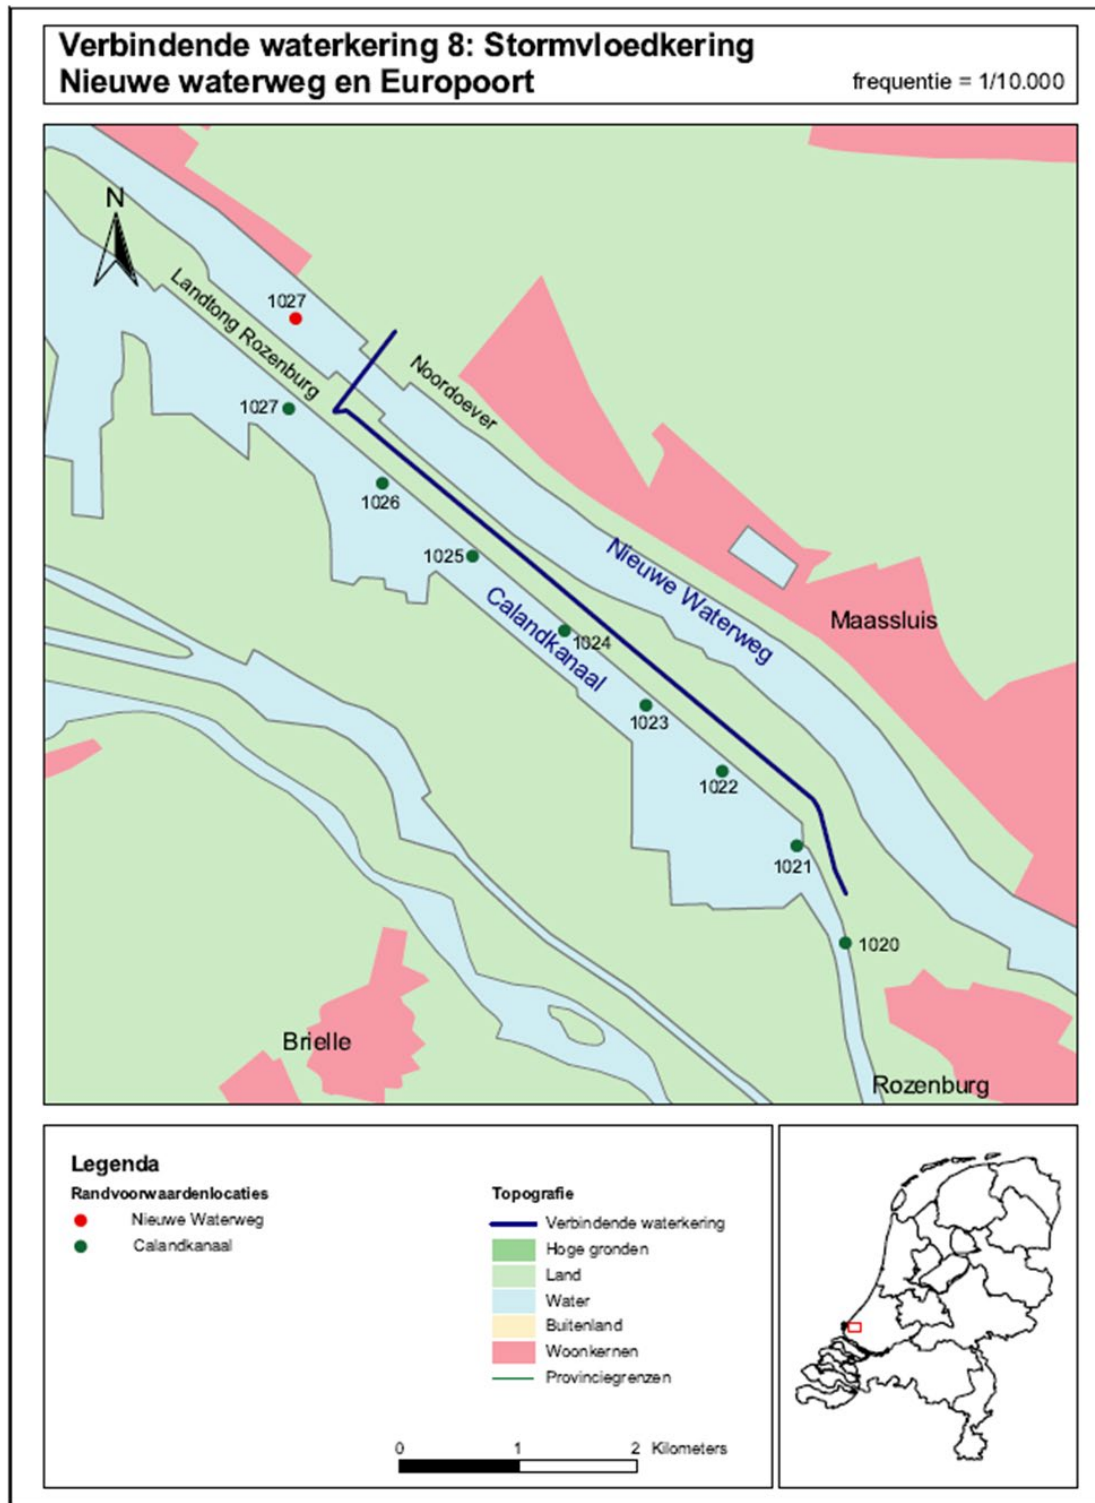 Verbindende waterkering 8: Stormvloedkering
Nieuwe waterweg en Europoort
frequentie = 1/10.000
N
Landtong Rozenburg
1027
Noordoever
1027
1026
1025
Nieuwe Waterweg
Calandkanaal
Maassluis
1024
1023
1022
1021
1020
Brielle
Rozenburg
Legenda
Randvoorwaardenlocaties
Nieuwe Waterweg
Calandkanaal
Topografie
Verbindende waterkering
Hoge gronden
Land
Water
Buitenland
Woonkernen
Provinciegrenzen
0 1 2 Kilometers